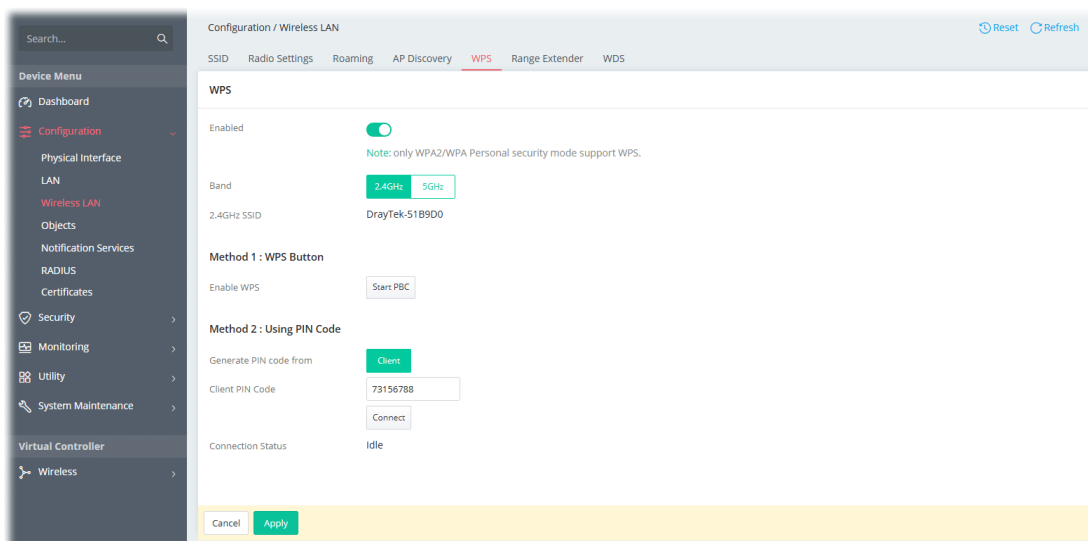 Search...
Device Menu
Dashboard
Configuration
Physical Interface
LAN
Wireless LAN
Objects
Notification Services
RADIUS
Certificates
Security
Monitoring
Utility
System Maintenance
Virtual Controller
Wireless
Configuration / Wireless LAN Reset Refresh
SSID Radio Settings Roaming AP Discovery WPS Range Extender WDS
WPS
Enabled
Note: only WPA2/WPA Personal security mode support WPS.
Band 2.4GHz 5GHz
2.4GHz SSID DrayTek-51B9D0
Method 1 : WPS Button
Enable WPS Start PBC
Method 2 : Using PIN Code
Generate PIN code from Client
Client PIN Code 73156788
Connect
Connection Status Idle
Cancel Apply